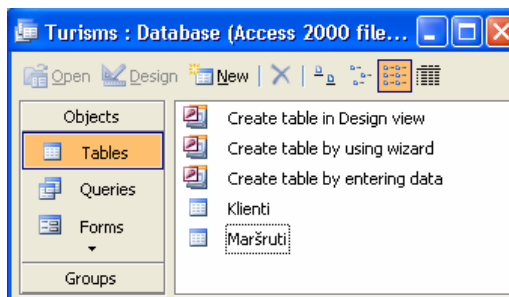 Turisms : Database (Access 2000 file...
Open Design New
Objects
Tables
Queries
Forms
Groups
Create table in Design view
Create table by using wizard
Create table by entering data
Klienti
Maršruti